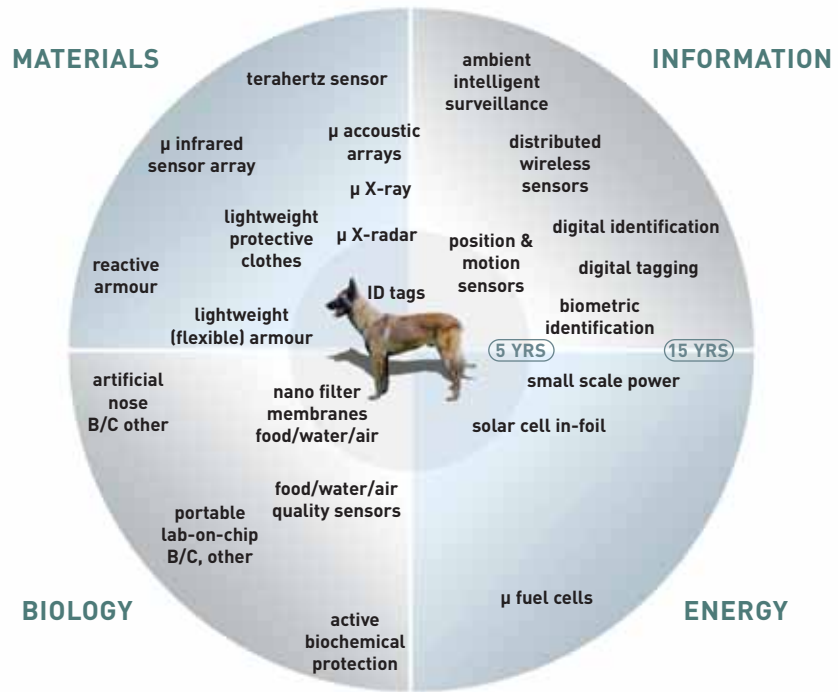 MATERIALS
INFORMATION
terahertz sensor
ambient
intelligent
surveillance
µ infrared
sensor array
µ accoustic
arrays
distributed
wireless
sensors
µ X-ray
lightweight
protective
clothes
µ X-radar
position &
motion
sensors
digital identification
reactive
armour
digital tagging
ID tags
lightweight
(flexible) armour
biometric
identification
5 YRS
15 YRS
artificial
nose
B/C other
nano filter
membranes
food/water/air
small scale power
solar cell in-foil
food/water/air
quality sensors
portable
lab-on-chip
B/C, other
BIOLOGY
ENERGY
µ fuel cells
active
biochemical
protection